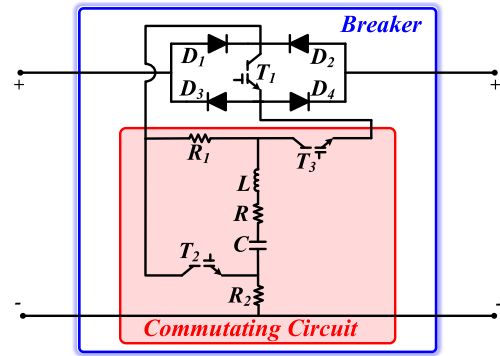 Breaker
D1
D2
T1
+
+
D3
D4
R1
T3
L
R
T2
C
R2
-
-
Commutating Circuit